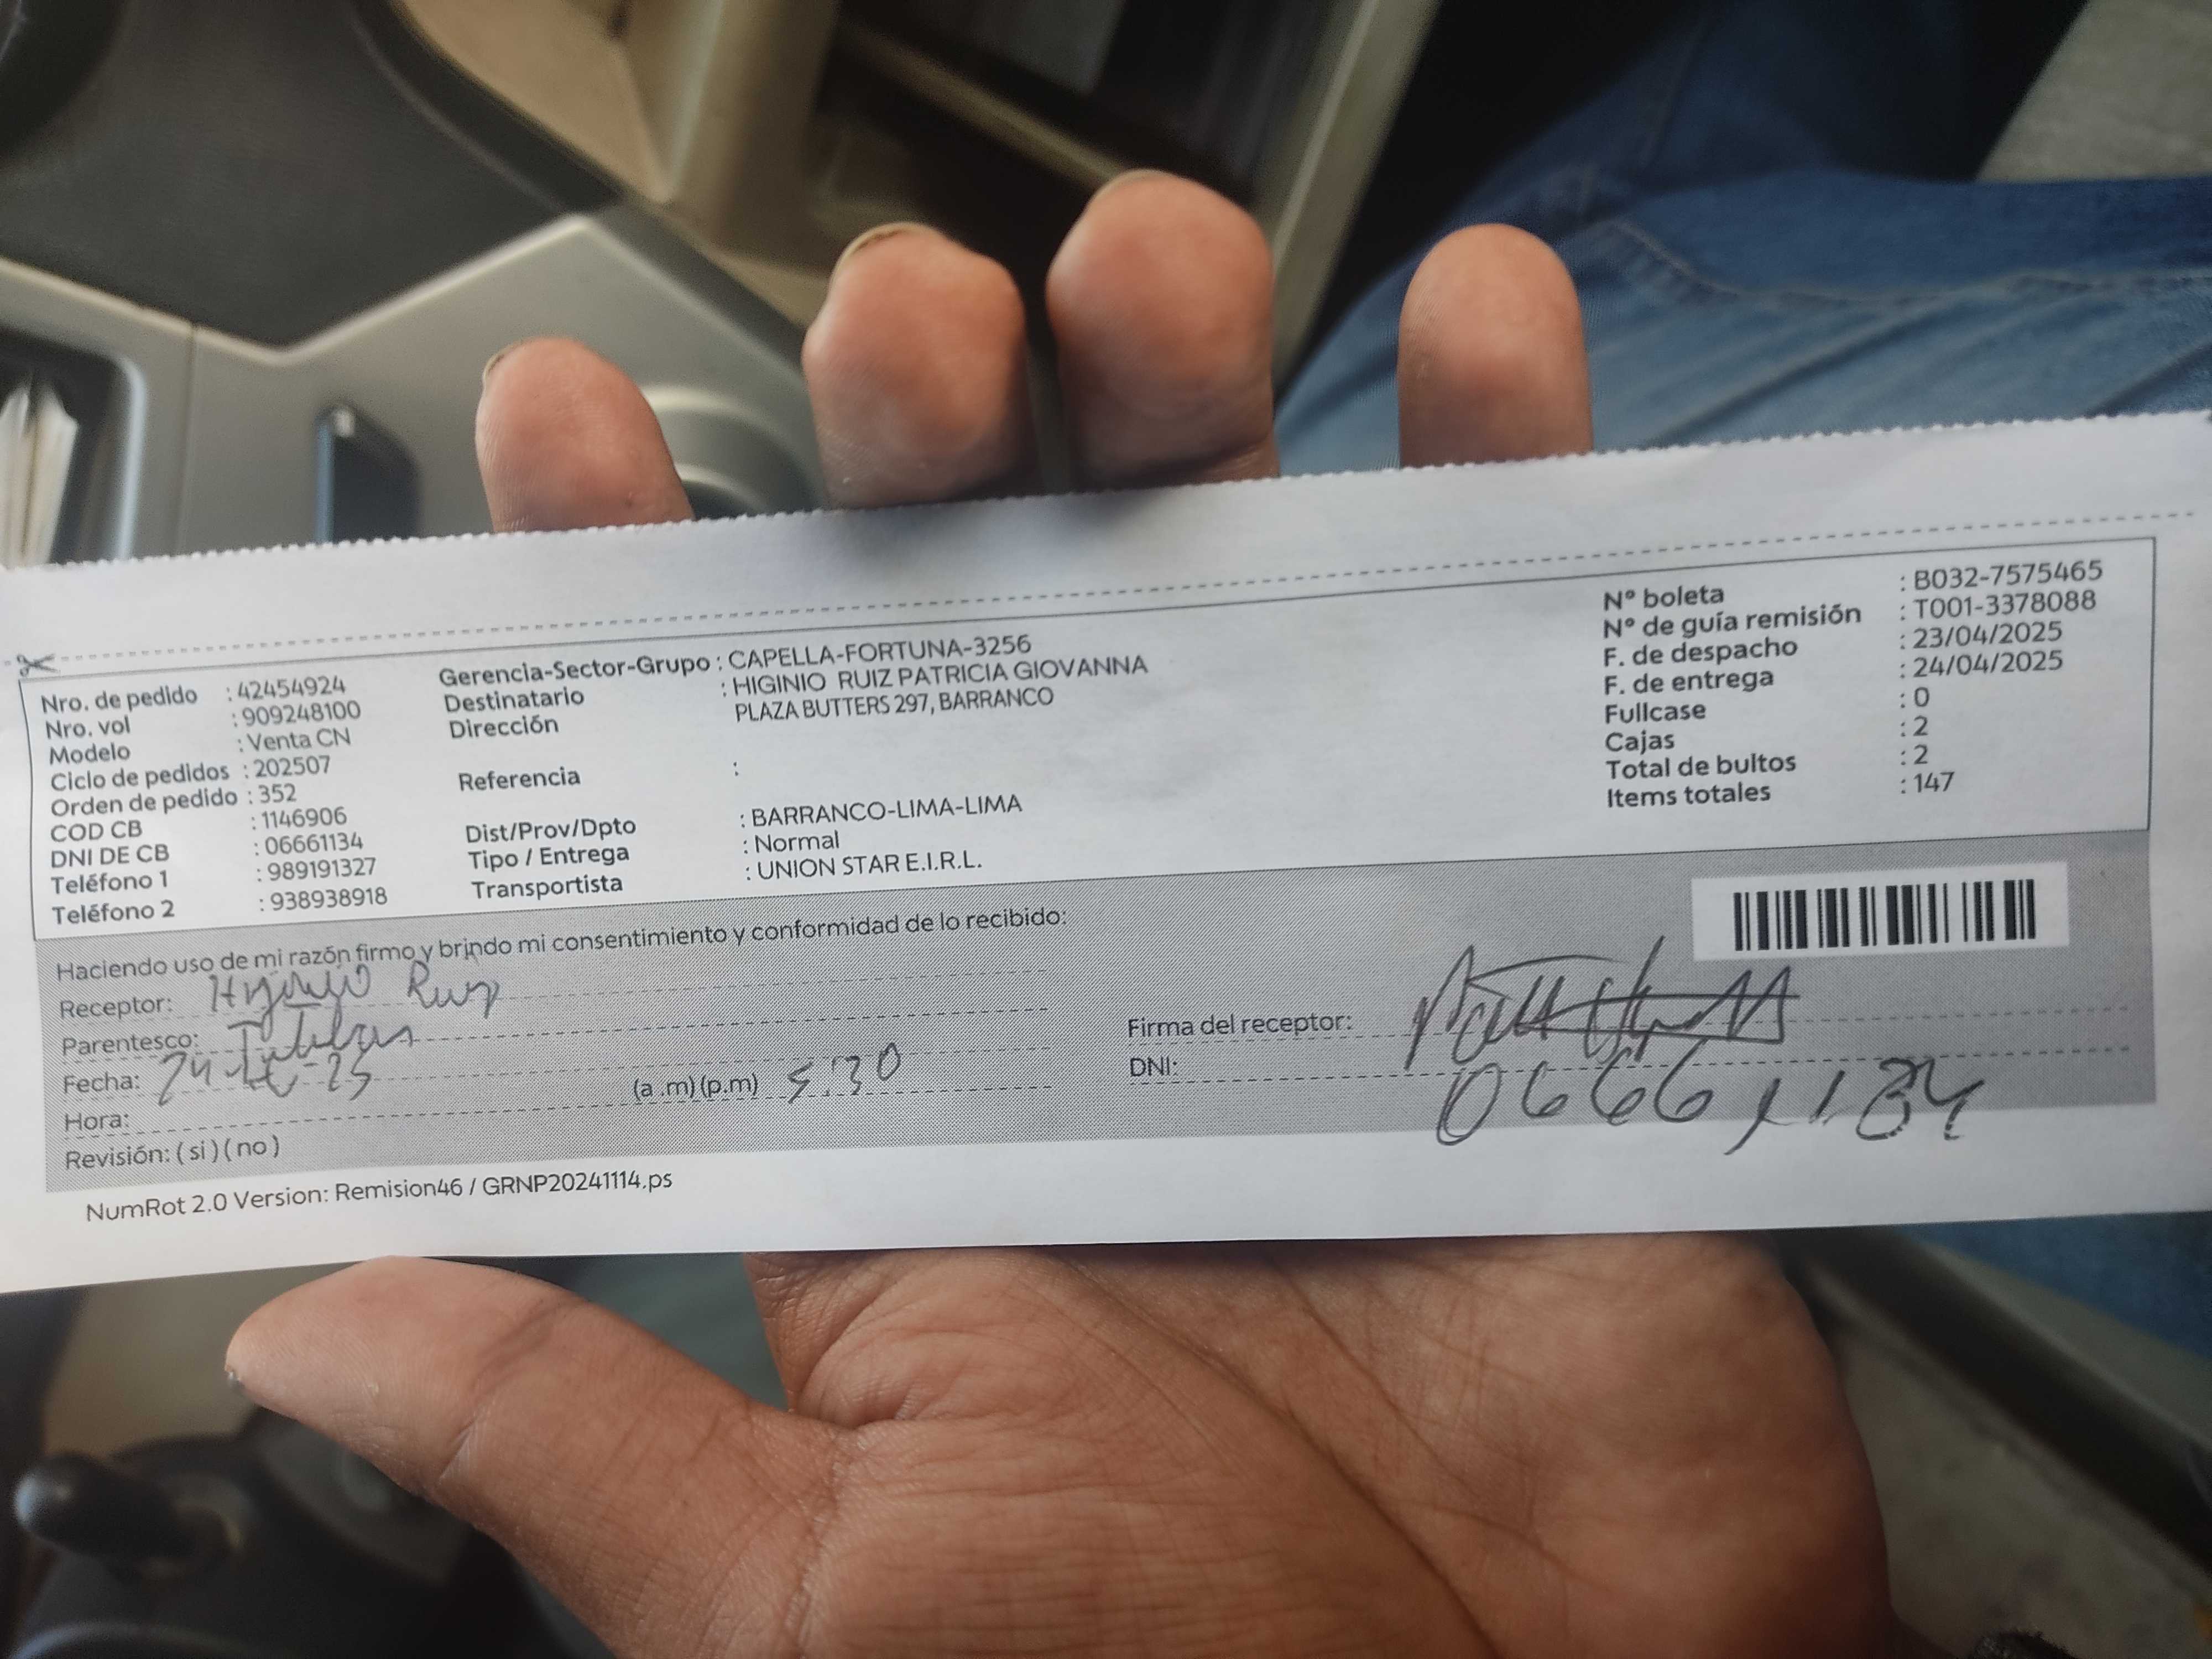 Nro. de pedido : 42454924
Nro. vol : 909248100
Modelo : Venta CN
Ciclo de pedidos : 202507
Orden de pedido : 352
COD CB : 1146906
DNI DE CB : 06661134
Teléfono 1 : 989191327
Teléfono 2 : 938938918
Gerencia-Sector-Grupo : CAPELLA-FORTUNA-3256
Destinatario : HIGINIO RUIZ PATRICIA GIOVANNA
Dirección PLAZA BUTTERS 297, BARRANCO
Referencia :
Dist/Prov/Dpto : BARRANCO-LIMA-LIMA
Tipo / Entrega : Normal
Transportista : UNION STAR E.I.R.L.
N° boleta : B032-7575465
N° de guía remisión : T001-3378088
F. de despacho : 23/04/2025
F. de entrega : 24/04/2025
Fullcase : 0
Cajas : 2
Total de bultos : 2
Items totales : 147
Haciendo uso de mi razón firmo y brindo mi consentimiento y conformidad de lo recibido:
Receptor: Higinio Ruiz
Parentesco:
Fecha:
Hora: (a .m) (p.m) 5:30
Revisión: ( si ) ( no )
Firma del receptor:
DNI:
NumRot 2.0 Version: Remision46 / GRNP20241114.ps